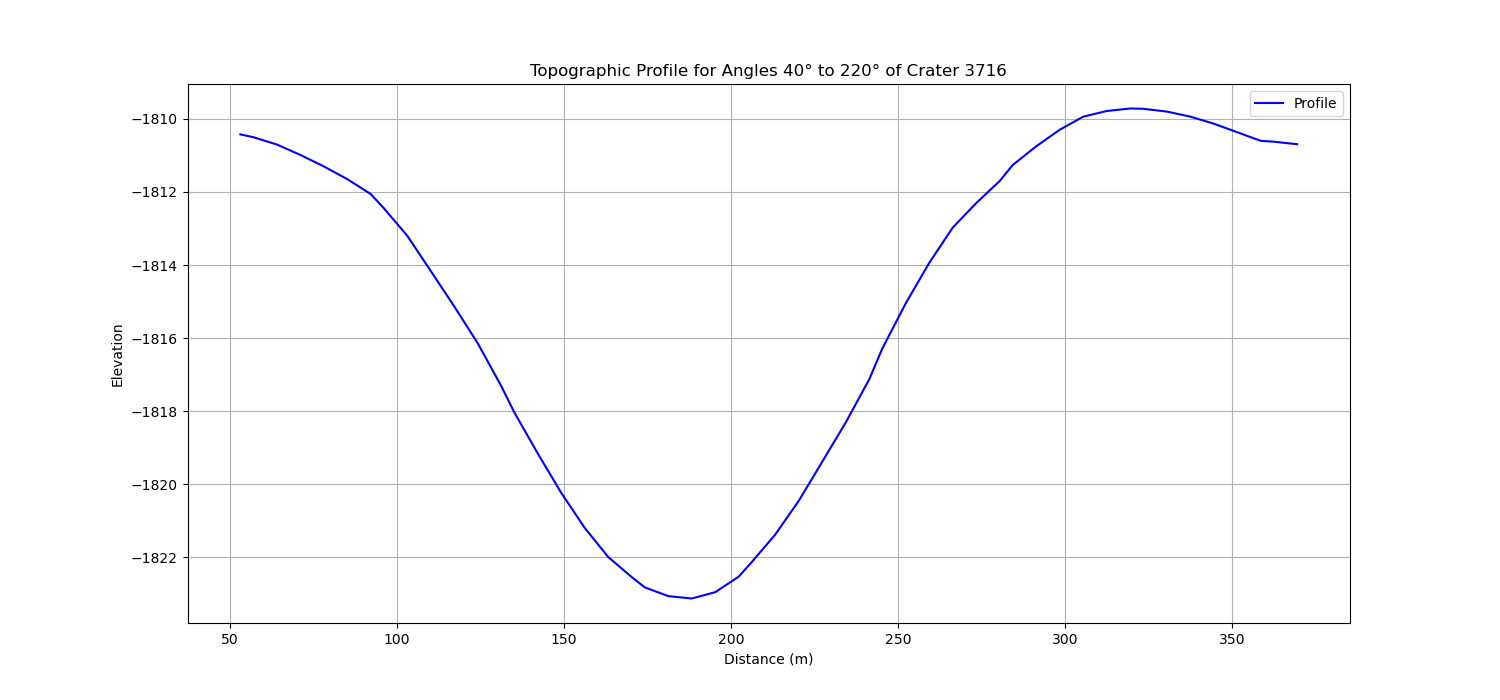 Topographic Profile for Angles 40° to 220° of Crater 3716
Profile
−1810
−1812
−1814
−1816
−1818
−1820
−1822
Elevation
50 100 150 200 250 300 350
Distance (m)